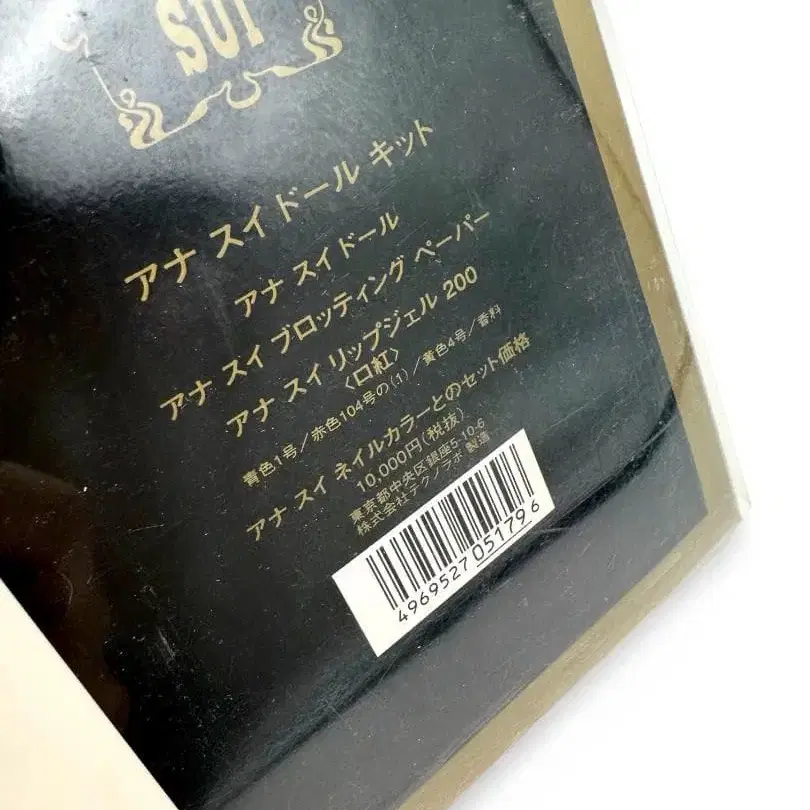 SUI
アナ スイ ドール キット
アナ スイ ドール
アナ スイ ブロッティング ペーパー
アナ スイ リップジェル 200
〈口紅〉
青色1号/赤色104号の(1)/黄色4号/香料
アナ スイ ネイルカラーとのセット価格
10,000円(税抜)
東京都中央区銀座5-10-6
株式会社テクノラボ 製造
4969527051796